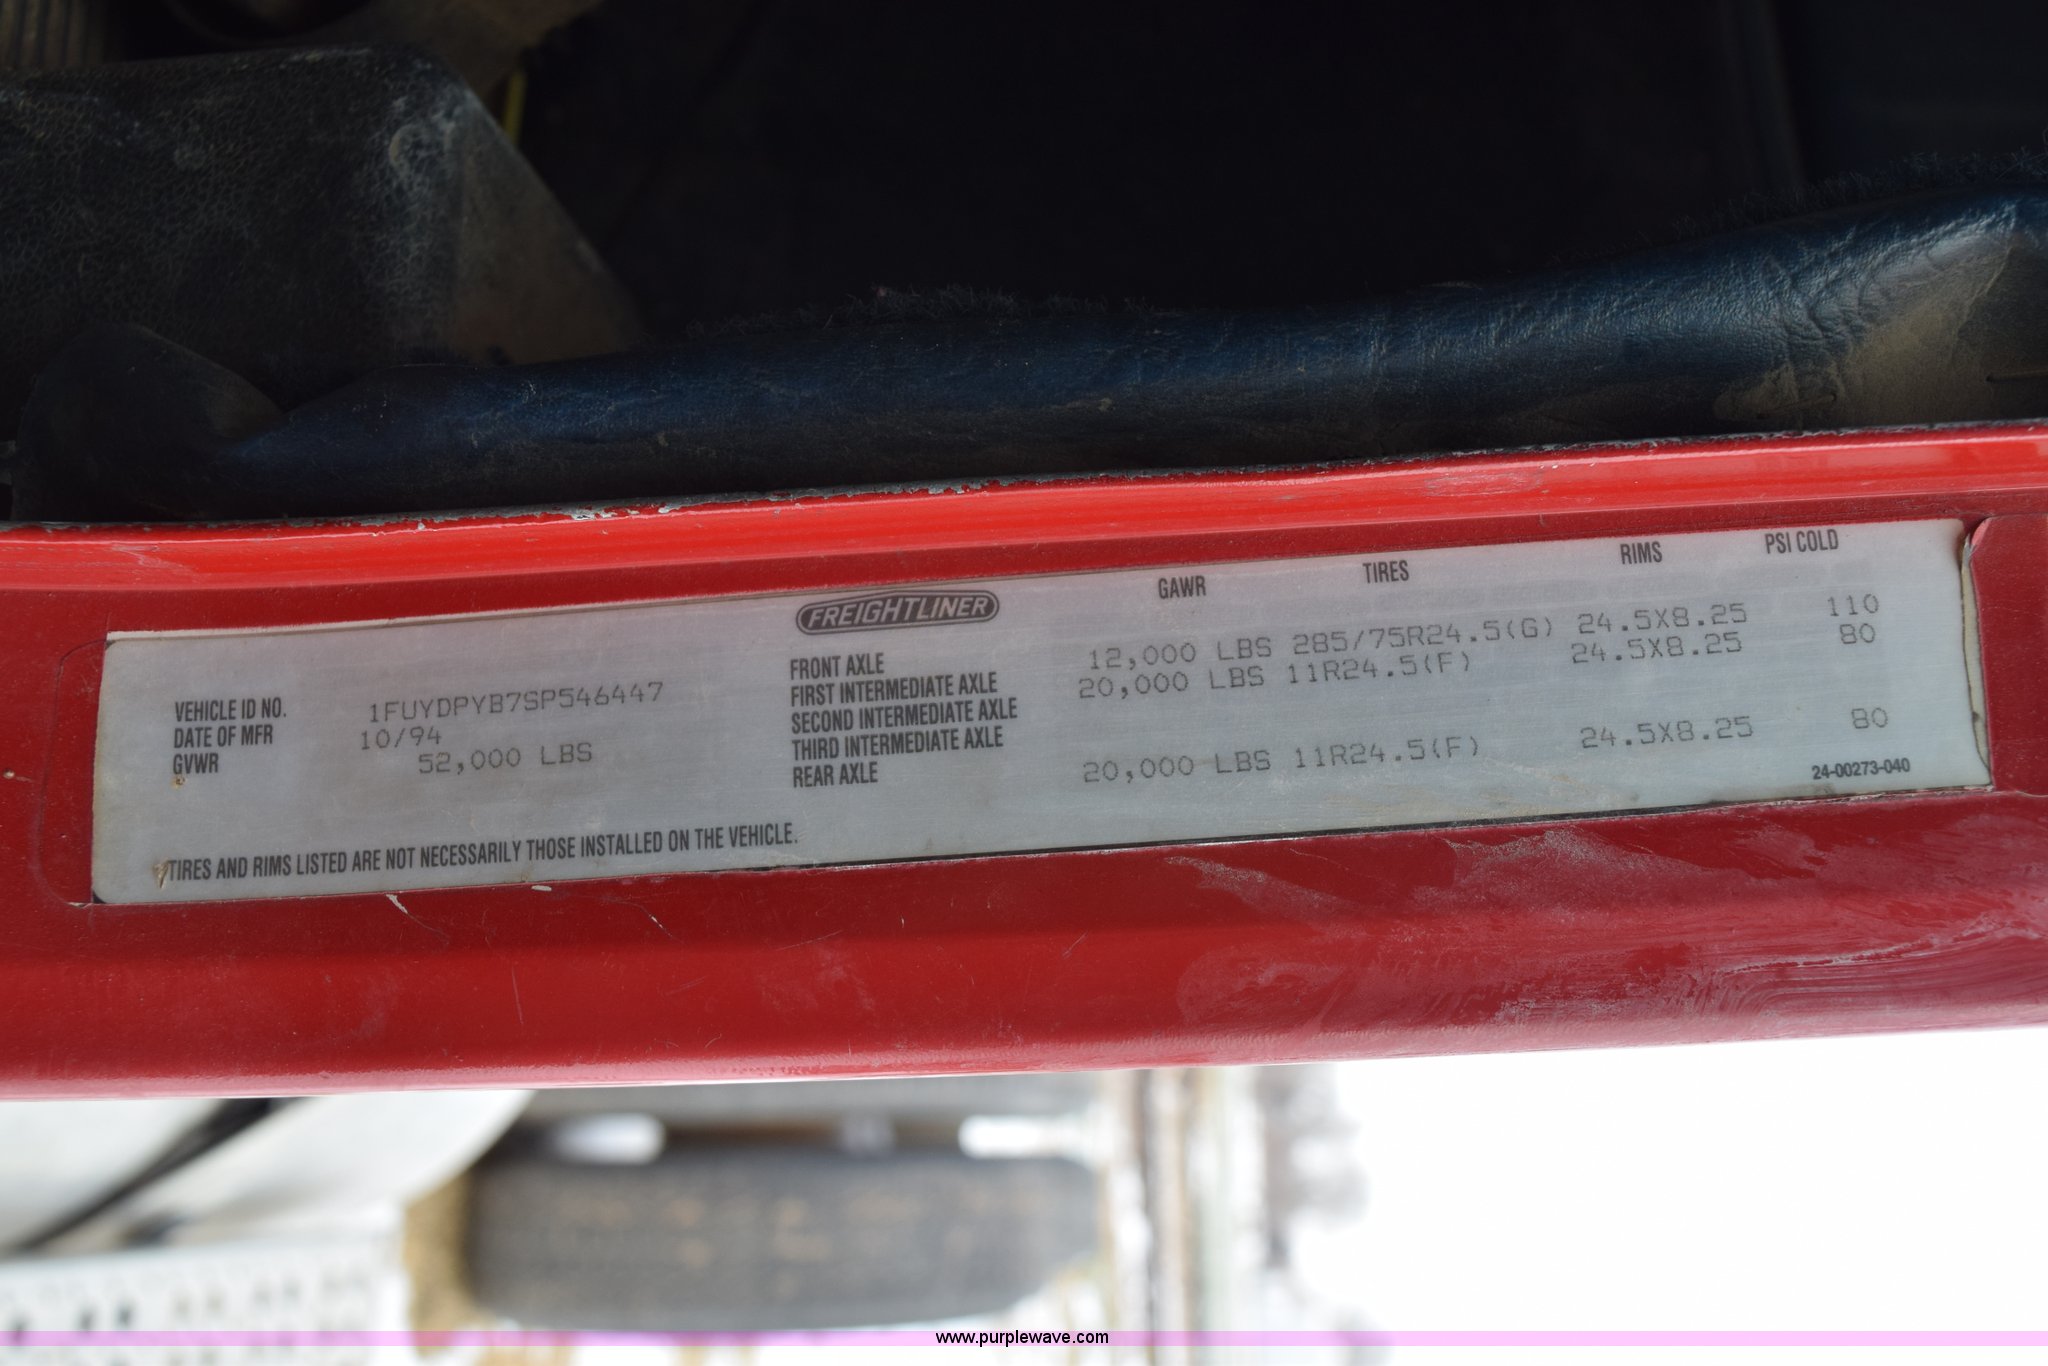 FREIGHTLINER
GAWR TIRES RIMS PSI COLD
VEHICLE ID NO. 1FUYDPYB7SP546447
DATE OF MFR 10/94
GVWR 52,000 LBS
FRONT AXLE 12,000 LBS 285/75R24.5(G) 24.5X8.25 110
FIRST INTERMEDIATE AXLE 20,000 LBS 11R24.5(F) 24.5X8.25 80
SECOND INTERMEDIATE AXLE
THIRD INTERMEDIATE AXLE
REAR AXLE 20,000 LBS 11R24.5(F) 24.5X8.25 80
24-00273-040
TIRES AND RIMS LISTED ARE NOT NECESSARILY THOSE INSTALLED ON THE VEHICLE.
www.purplewave.com